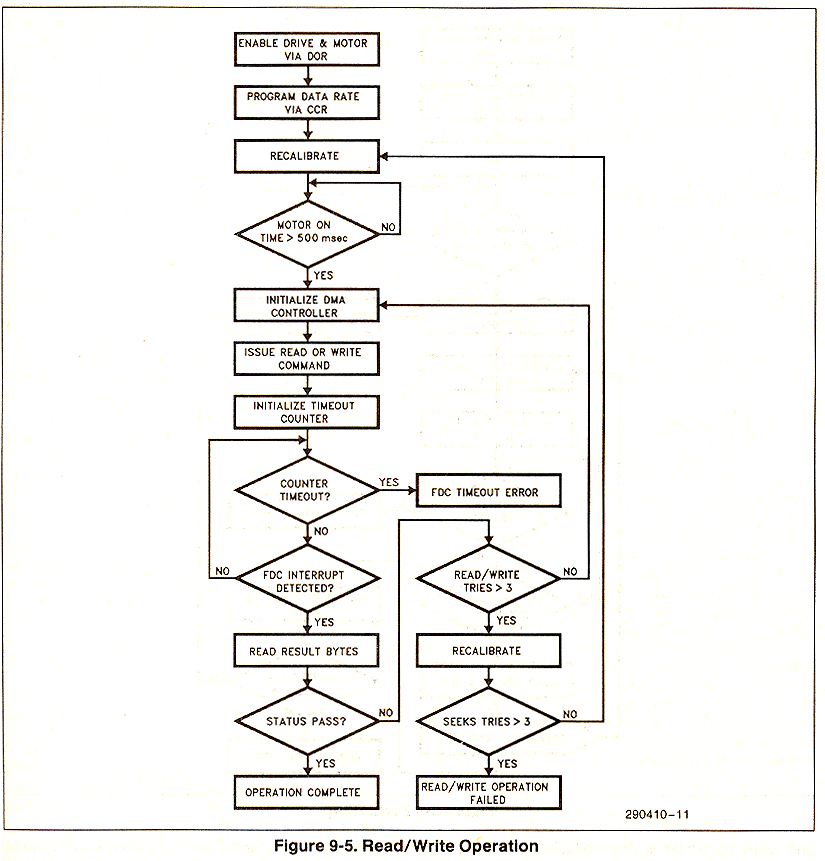 ENABLE DRIVE & MOTOR
VIA DOR
PROGRAM DATA RATE
VIA CCR
RECALIBRATE
MOTOR ON
TIME > 500 msec
NO
YES
INITIALIZE DMA
CONTROLLER
ISSUE READ OR WRITE
COMMAND
INITIALIZE TIMEOUT
COUNTER
COUNTER
TIMEOUT?
YES
FDC TIMEOUT ERROR
NO
FDC INTERRUPT
DETECTED?
NO
YES
READ RESULT BYTES
STATUS PASS?
NO
YES
OPERATION COMPLETE
READ/WRITE
TRIES > 3
NO
YES
RECALIBRATE
SEEKS TRIES > 3
NO
YES
READ/WRITE OPERATION
FAILED
290410-11
Figure 9-5. Read/Write Operation